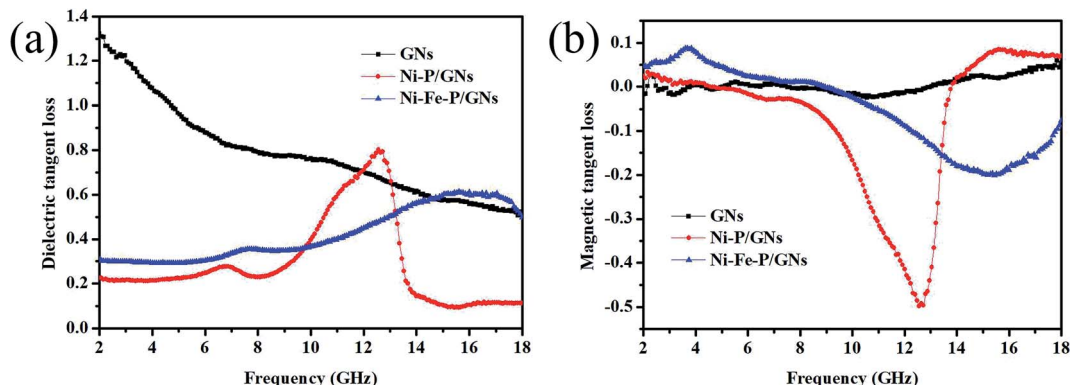 (a)
Dielectric tangent loss
1.4
1.2
1.0
0.8
0.6
0.4
0.2
0.0
GNs
Ni-P/GNs
Ni-Fe-P/GNs
2 4 6 8 10 12 14 16 18
Frequency (GHz)
(b)
Magnetic tangent loss
0.1
0.0
-0.1
-0.2
-0.3
-0.4
-0.5
GNs
Ni-P/GNs
Ni-Fe-P/GNs
2 4 6 8 10 12 14 16 18
Frequency (GHz)